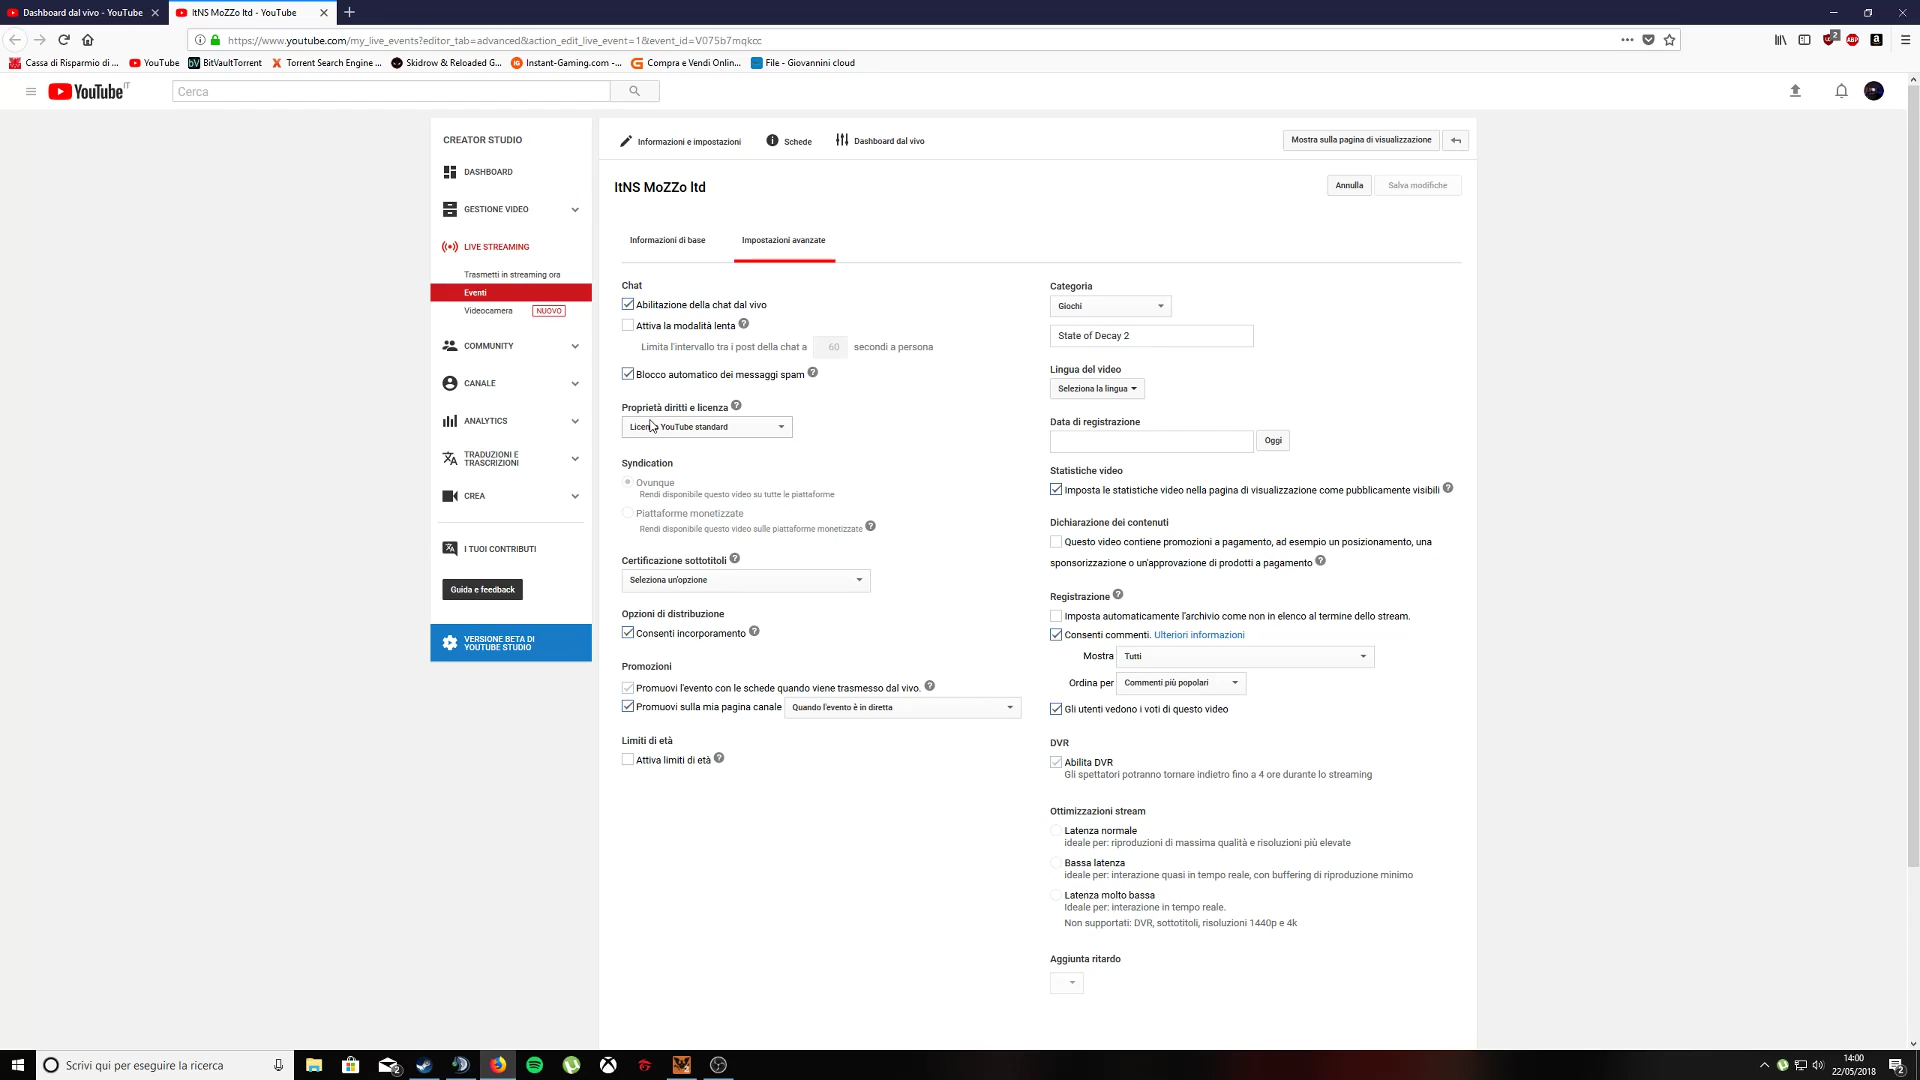 Dashboard dal vivo - YouTube
ItNS MoZZo ltd - YouTube
https://www.youtube.com/my_live_events?editor_tab=advanced&action_edit_live_event=1&event_id=V075b7mqkcc
Cassa di Risparmio di ...
YouTube
BitVaultTorrent
Torrent Search Engine ...
Skidrow & Reloaded G...
Instant-Gaming.com -...
Compra e Vendi Onlin...
File - Giovannini cloud
YouTube IT
Cerca
CREATOR STUDIO
DASHBOARD
GESTIONE VIDEO
LIVE STREAMING
Trasmetti in streaming ora
Eventi
Videocamera NUOVO
COMMUNITY
CANALE
ANALYTICS
TRADUZIONI E
TRASCRIZIONI
CREA
I TUOI CONTRIBUTI
Guida e feedback
VERSIONE BETA DI
YOUTUBE STUDIO
Informazioni e impostazioni
Schede
Dashboard dal vivo
Mostra sulla pagina di visualizzazione
ItNS MoZZo ltd
Annulla
Salva modifiche
Informazioni di base
Impostazioni avanzate
Chat
Abilitazione della chat dal vivo
Attiva la modalità lenta
Limita l'intervallo tra i post della chat a 60 secondi a persona
Blocco automatico dei messaggi spam
Proprietà diritti e licenza
Licenza YouTube standard
Syndication
Ovunque
Rendi disponibile questo video su tutte le piattaforme
Piattaforme monetizzate
Rendi disponibile questo video sulle piattaforme monetizzate
Certificazione sottotitoli
Seleziona un'opzione
Opzioni di distribuzione
Consenti incorporamento
Promozioni
Promuovi l'evento con le schede quando viene trasmesso dal vivo.
Promuovi sulla mia pagina canale Quando l'evento è in diretta
Limiti di età
Attiva limiti di età
Categoria
Giochi
State of Decay 2
Lingua del video
Seleziona la lingua
Data di registrazione
Oggi
Statistiche video
Imposta le statistiche video nella pagina di visualizzazione come pubblicamente visibili
Dichiarazione dei contenuti
Questo video contiene promozioni a pagamento, ad esempio un posizionamento, una
sponsorizzazione o un'approvazione di prodotti a pagamento
Registrazione
Imposta automaticamente l'archivio come non in elenco al termine dello stream.
Consenti commenti. Ulteriori informazioni
Mostra Tutti
Ordina per Commenti più popolari
Gli utenti vedono i voti di questo video
DVR
Abilita DVR
Gli spettatori potranno tornare indietro fino a 4 ore durante lo streaming
Ottimizzazioni stream
Latenza normale
ideale per: riproduzioni di massima qualità e risoluzioni più elevate
Bassa latenza
ideale per: interazione quasi in tempo reale, con buffering di riproduzione minimo
Latenza molto bassa
Ideale per: interazione in tempo reale.
Non supportati: DVR, sottotitoli, risoluzioni 1440p e 4k
Aggiunta ritardo
Scrivi qui per eseguire la ricerca
14:00
22/05/2018